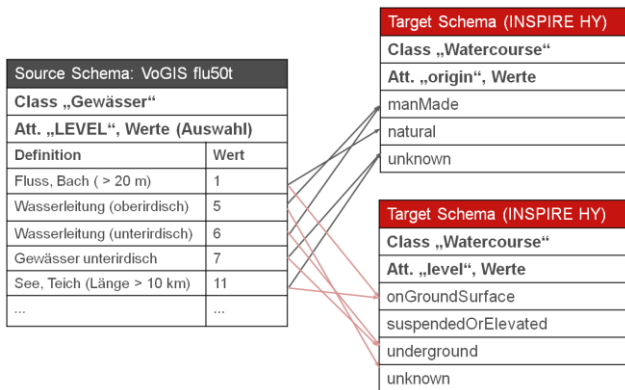 Source Schema: VoGIS flu50t
Class „Gewässer“
Att. „LEVEL“, Werte (Auswahl)
Definition Wert
Fluss, Bach ( > 20 m) 1
Wasserleitung (oberirdisch) 5
Wasserleitung (unterirdisch) 6
Gewässer unterirdisch 7
See, Teich (Länge > 10 km) 11
... ...
Target Schema (INSPIRE HY)
Class „Watercourse“
Att. „origin“, Werte
manMade
natural
unknown
Target Schema (INSPIRE HY)
Class „Watercourse“
Att. „level“, Werte
onGroundSurface
suspendedOrElevated
underground
unknown